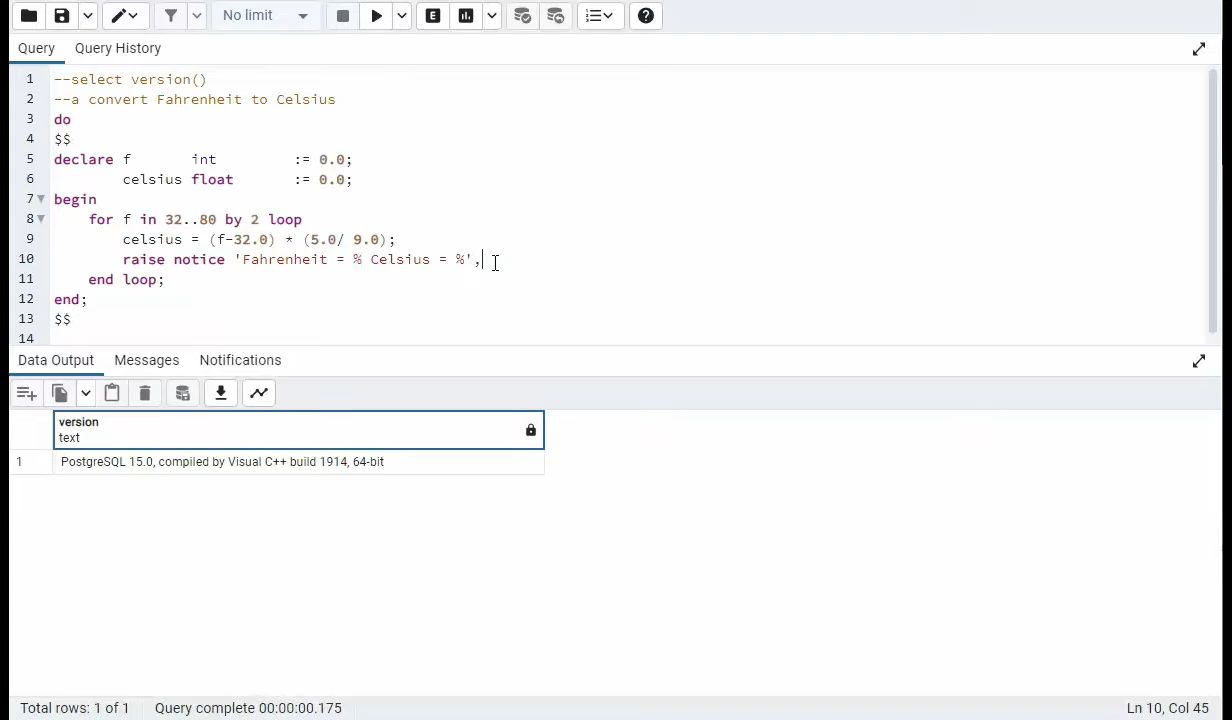 No limit
E
Query Query History
1 --select version()
2 --a convert Fahrenheit to Celsius
3 do
4 $$
5 declare f int := 0.0;
6 celsius float := 0.0;
7 begin
8 for f in 32..80 by 2 loop
9 celsius = (f-32.0) * (5.0/ 9.0);
10 raise notice 'Fahrenheit = % Celsius = %',
11 end loop;
12 end;
13 $$
14
Data Output Messages Notifications
version
text
1 PostgreSQL 15.0, compiled by Visual C++ build 1914, 64-bit
Total rows: 1 of 1 Query complete 00:00:00.175 Ln 10, Col 45